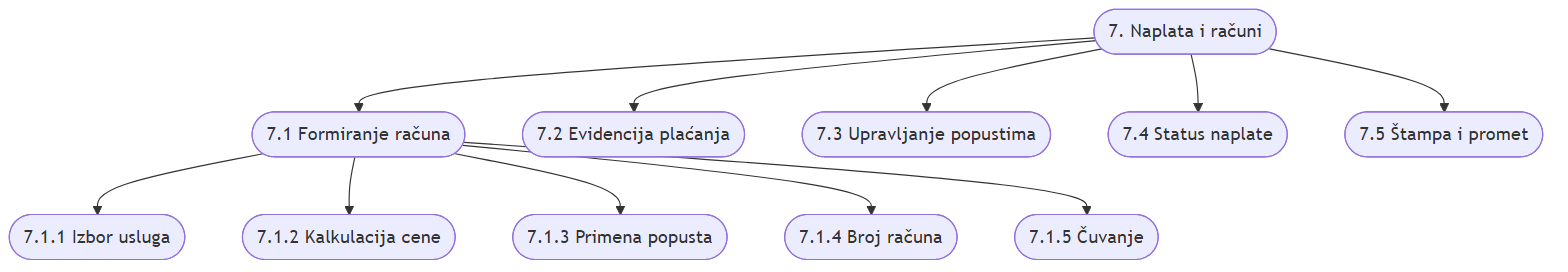 7. Naplata i računi
7.1 Formiranje računa
7.2 Evidencija plaćanja
7.3 Upravljanje popustima
7.4 Status naplate
7.5 Štampa i promet
7.1.1 Izbor usluga
7.1.2 Kalkulacija cene
7.1.3 Primena popusta
7.1.4 Broj računa
7.1.5 Čuvanje